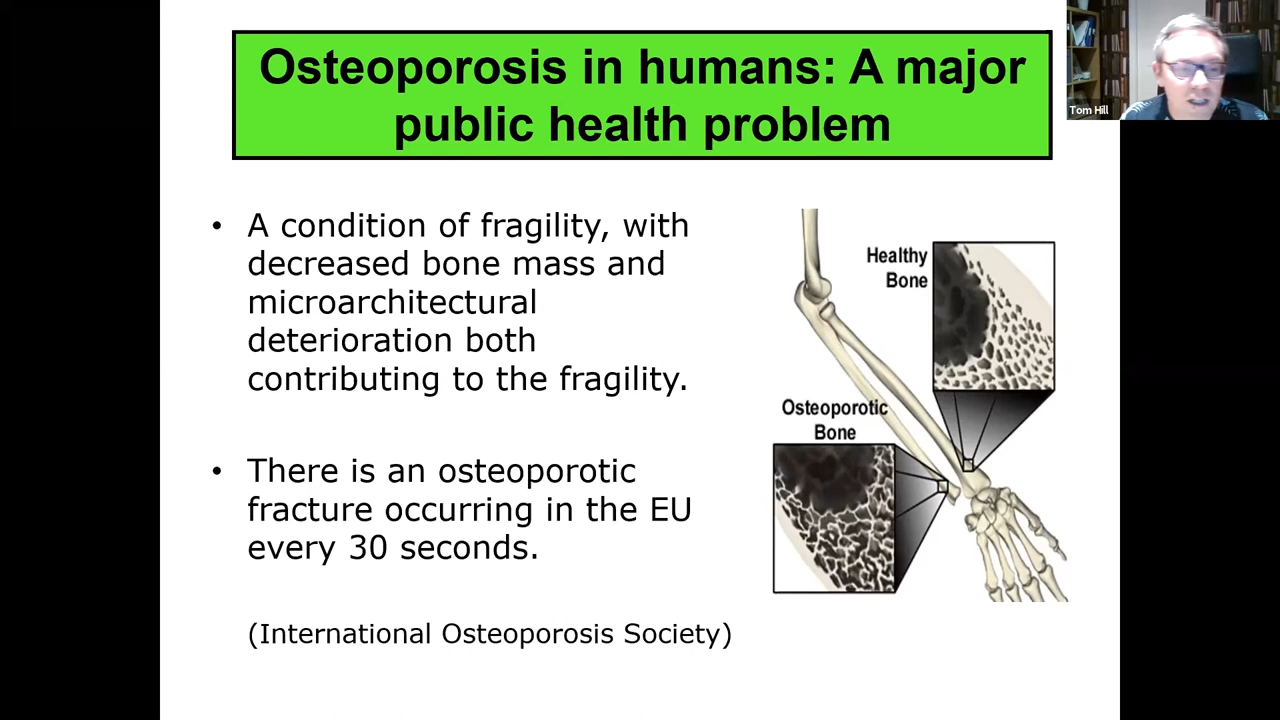 Osteoporosis in humans: A major
public health problem
Tom Hill
• A condition of fragility, with
decreased bone mass and
microarchitectural
deterioration both
contributing to the fragility.
• There is an osteoporotic
fracture occurring in the EU
every 30 seconds.
(International Osteoporosis Society)
Healthy
Bone
Osteoporotic
Bone